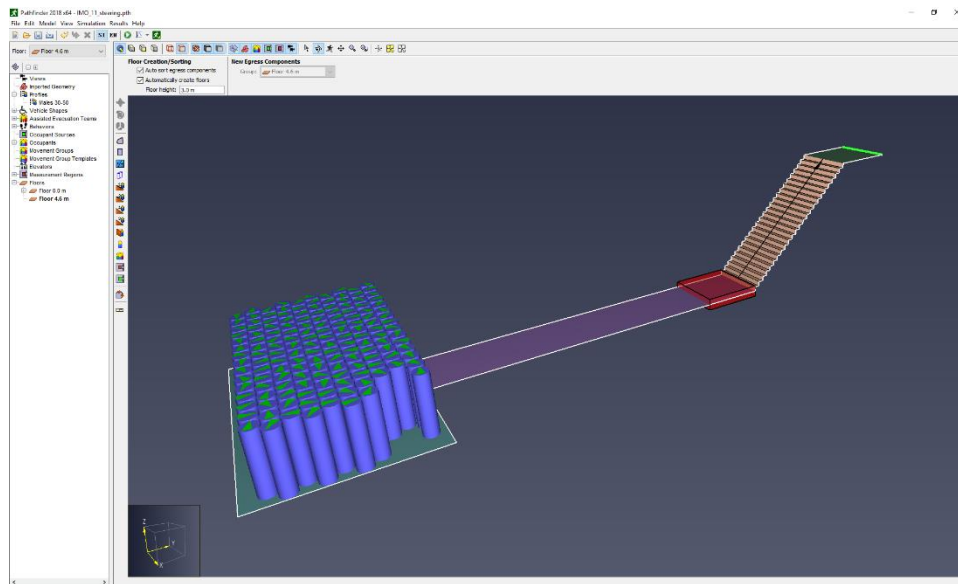 Pathfinder 2018 x64 - IMO_11_stearing.pth
File Edit Model View Simulation Results Help
Floor: Floor 4.6 m
Floor Creation/Sorting
New Egress Components
Auto sort egress components
Group: Floor 4.6 m
Automatically create floors
Floor height: 3.0 m
Views
Imported Geometry
Profiles
Males 30-50
Vehicle Shapes
Assisted Evacuation Teams
Behaviors
Occupant Sources
Occupants
Movement Groups
Movement Group Templates
Elevators
Measurement Regions
Floors
Floor 0.0 m
Floor 4.6 m
Z
Y
X